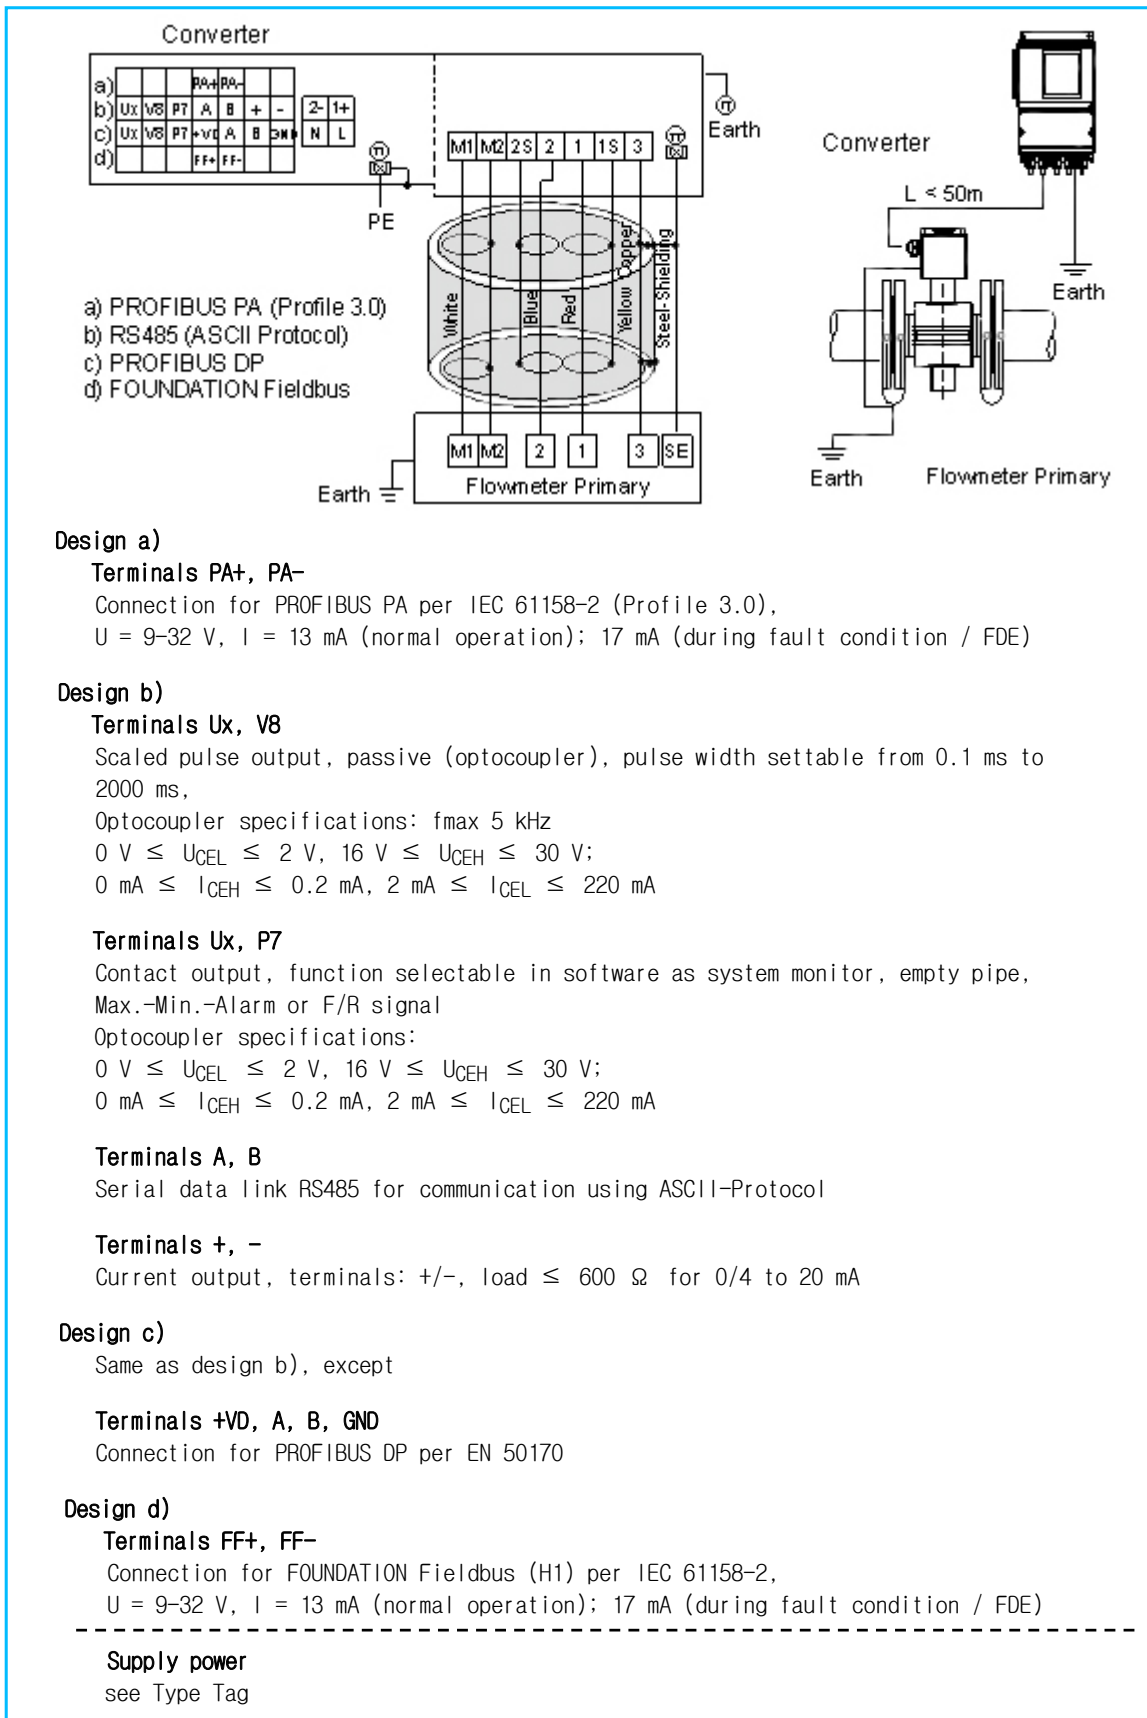 Converter
a) PA+ PA-
b) Ux V8 P7 A B + - 2- 1+
c) Ux V8 P7 +VD A B GND N L
d) FF+ FF-
PE
M1 M2 2S 2 1 1S 3
Earth
White
Blue
Red
Yellow
Copper
Steel-Shielding
a) PROFIBUS PA (Profile 3.0)
b) RS485 (ASCII Protocol)
c) PROFIBUS DP
d) FOUNDATION Fieldbus
M1 M2 2 1 3 SE
Flowmeter Primary
Earth
Converter
L < 50m
Earth
Earth
Flowmeter Primary
Design a)
Terminals PA+, PA-
Connection for PROFIBUS PA per IEC 61158-2 (Profile 3.0),
U = 9-32 V, I = 13 mA (normal operation); 17 mA (during fault condition / FDE)
Design b)
Terminals Ux, V8
Scaled pulse output, passive (optocoupler), pulse width settable from 0.1 ms to
2000 ms,
Optocoupler specifications: fmax 5 kHz
0 V ≤ UCEL ≤ 2 V, 16 V ≤ UCEH ≤ 30 V;
0 mA ≤ ICEH ≤ 0.2 mA, 2 mA ≤ ICEL ≤ 220 mA
Terminals Ux, P7
Contact output, function selectable in software as system monitor, empty pipe,
Max.-Min.-Alarm or F/R signal
Optocoupler specifications:
0 V ≤ UCEL ≤ 2 V, 16 V ≤ UCEH ≤ 30 V;
0 mA ≤ ICEH ≤ 0.2 mA, 2 mA ≤ ICEL ≤ 220 mA
Terminals A, B
Serial data link RS485 for communication using ASCII-Protocol
Terminals +, -
Current output, terminals: +/-, load ≤ 600 Ω for 0/4 to 20 mA
Design c)
Same as design b), except
Terminals +VD, A, B, GND
Connection for PROFIBUS DP per EN 50170
Design d)
Terminals FF+, FF-
Connection for FOUNDATION Fieldbus (H1) per IEC 61158-2,
U = 9-32 V, I = 13 mA (normal operation); 17 mA (during fault condition / FDE)
Supply power
see Type Tag